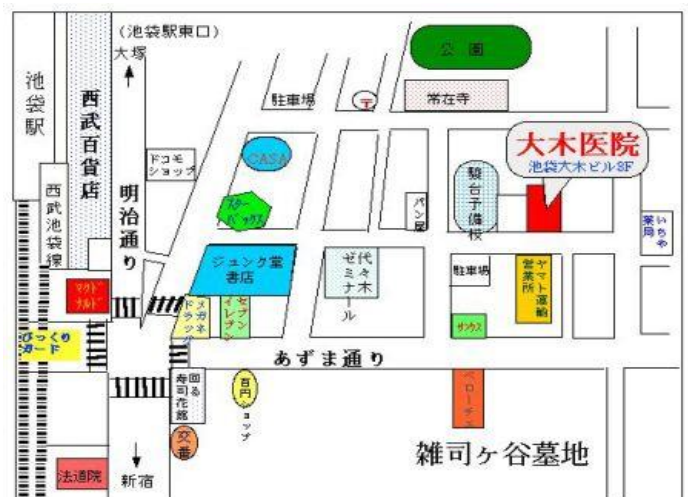 (池袋駅東口)
大塚
公園
池袋駅
西武百貨店
駐車場
〒
常在寺
大木医院
池袋大木ビル8F
CASA
ドコモ
ショップ
明治通り
西武池袋線
スター
バックス
パン屋
駿台予備校
いちや
薬局
ジュンク堂
書店
代々木
ゼミナール
駐車場
ヤマト運輸
営業所
マクド
ナルド
メガネ
ドラッグ
セブン
イレブン
サンクス
びっくり
ガード
あずま通り
回る
寿司花館
百円ショップ
ベローチェ
交番
雑司ヶ谷墓地
法道院
新宿